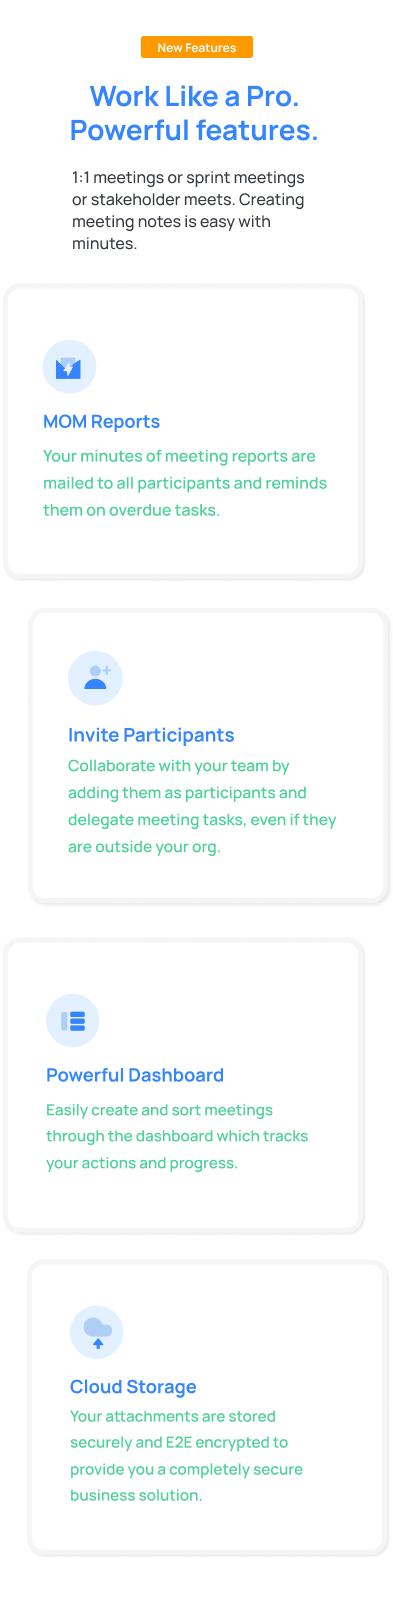 New Features
Work Like a Pro.
Powerful features.
1:1 meetings or sprint meetings
or stakeholder meets. Creating
meeting notes is easy with
minutes.
MOM Reports
Your minutes of meeting reports are
mailed to all participants and reminds
them on overdue tasks.
Invite Participants
Collaborate with your team by
adding them as participants and
delegate meeting tasks, even if they
are outside your org.
Powerful Dashboard
Easily create and sort meetings
through the dashboard which tracks
your actions and progress.
Cloud Storage
Your attachments are stored
securely and E2E encrypted to
provide you a completely secure
business solution.